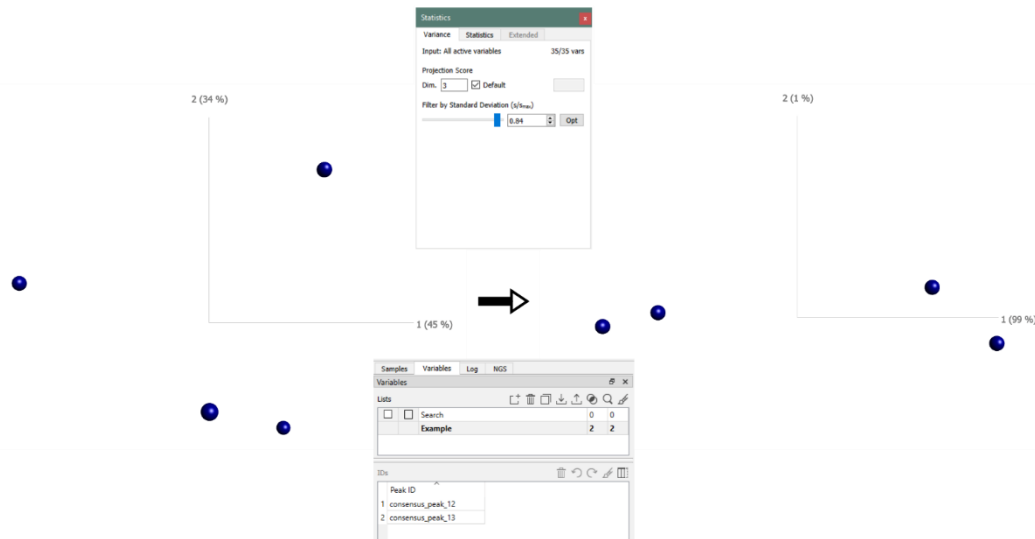 Statistics
x
Variance Statistics Extended
Input: All active variables 35/35 vars
Projection Score
Dim. 3 Default
Filter by Standard Deviation (s/sₘₐₓ)
0.84 Opt
2 (34 %)
1 (45 %)
2 (1 %)
1 (99 %)
Samples Variables Log NGS
Variables
Lists
Search 0 0
Example 2 2
IDs
Peak ID
1 consensus_peak_12
2 consensus_peak_13